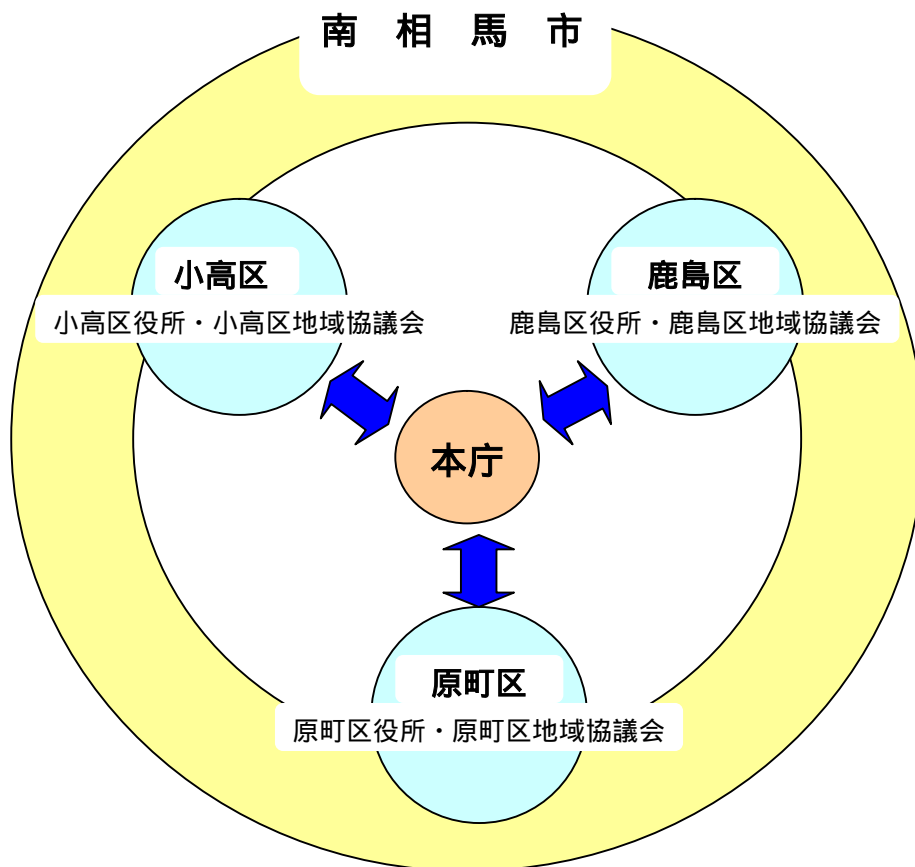 南 相 馬 市
小高区
小高区役所・小高区地域協議会
鹿島区
鹿島区役所・鹿島区地域協議会
本庁
原町区
原町区役所・原町区地域協議会